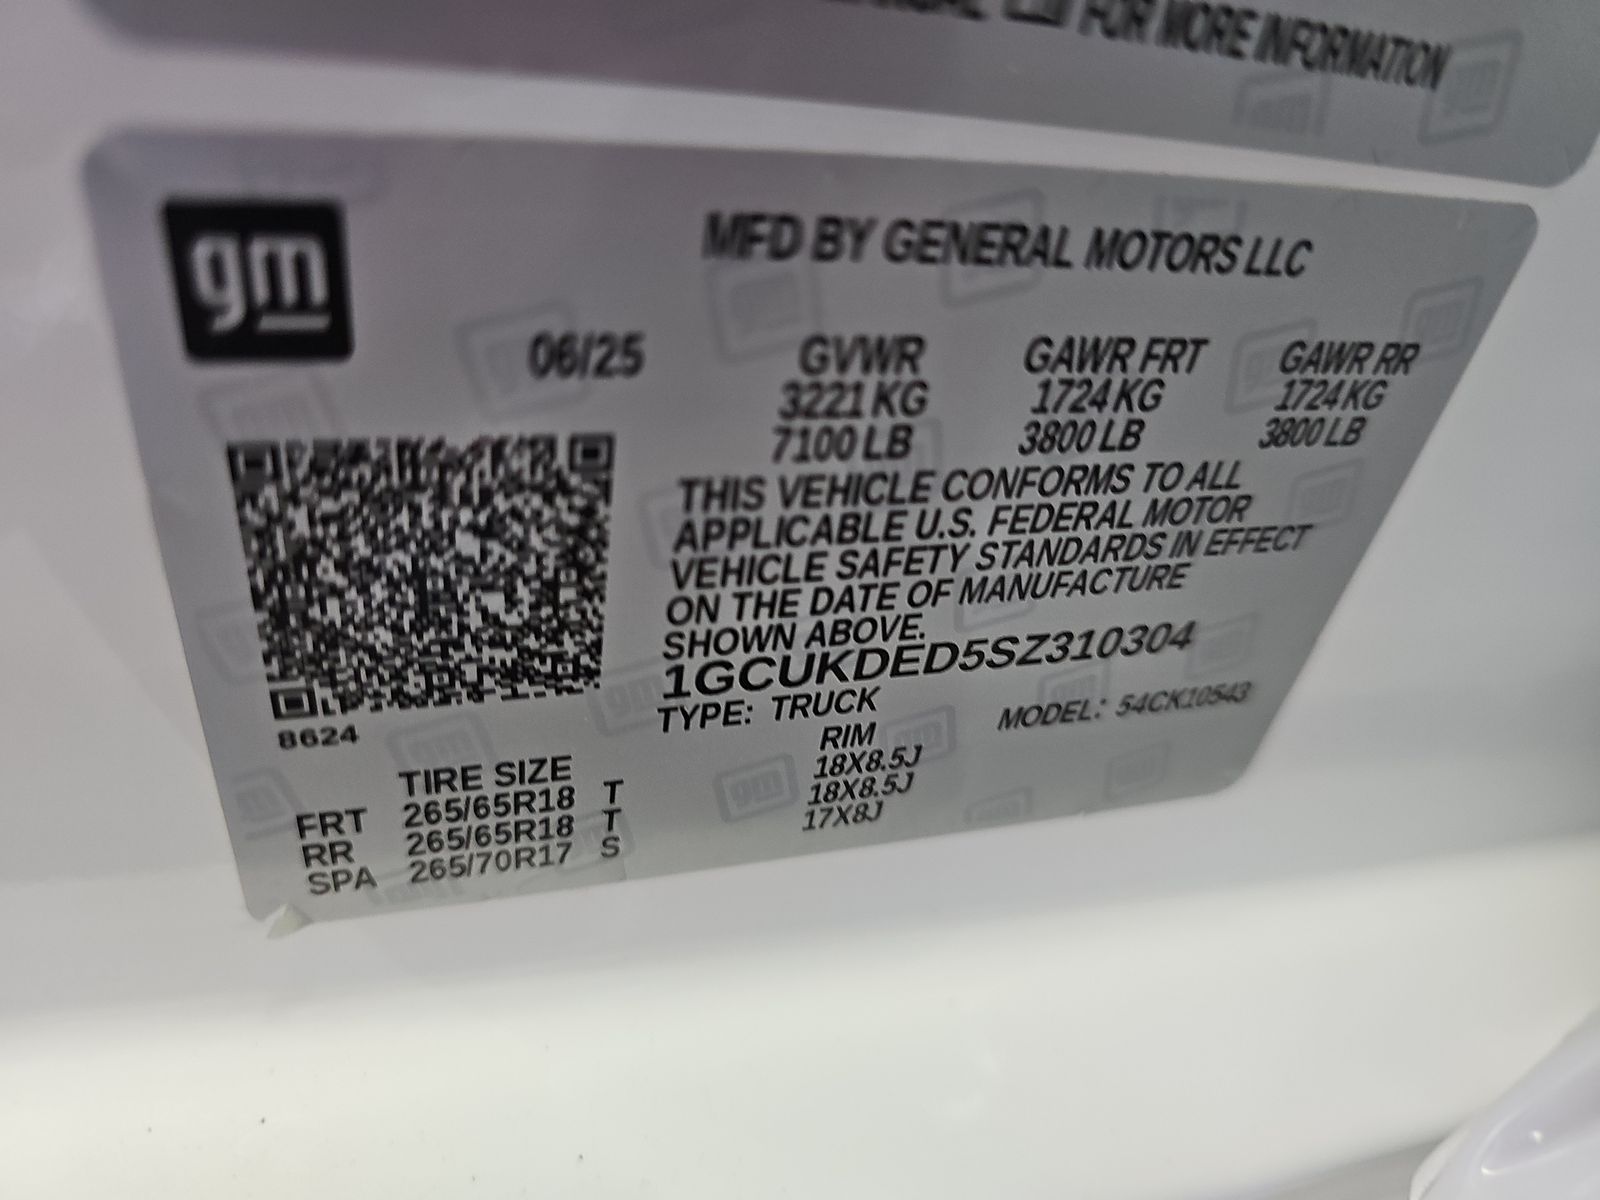 FOR MORE INFORMATION
gm
MFD BY GENERAL MOTORS LLC
06/25 GVWR GAWR FRT GAWR RR
3221 KG 1724 KG 1724 KG
7100 LB 3800 LB 3800 LB
THIS VEHICLE CONFORMS TO ALL
APPLICABLE U.S. FEDERAL MOTOR
VEHICLE SAFETY STANDARDS IN EFFECT
ON THE DATE OF MANUFACTURE
SHOWN ABOVE.
1GCUKDED5SZ310304
TYPE: TRUCK MODEL: 54CK10543
8624
TIRE SIZE RIM
FRT 265/65R18 T 18X8.5J
RR 265/65R18 T 18X8.5J
SPA 265/70R17 S 17X8J